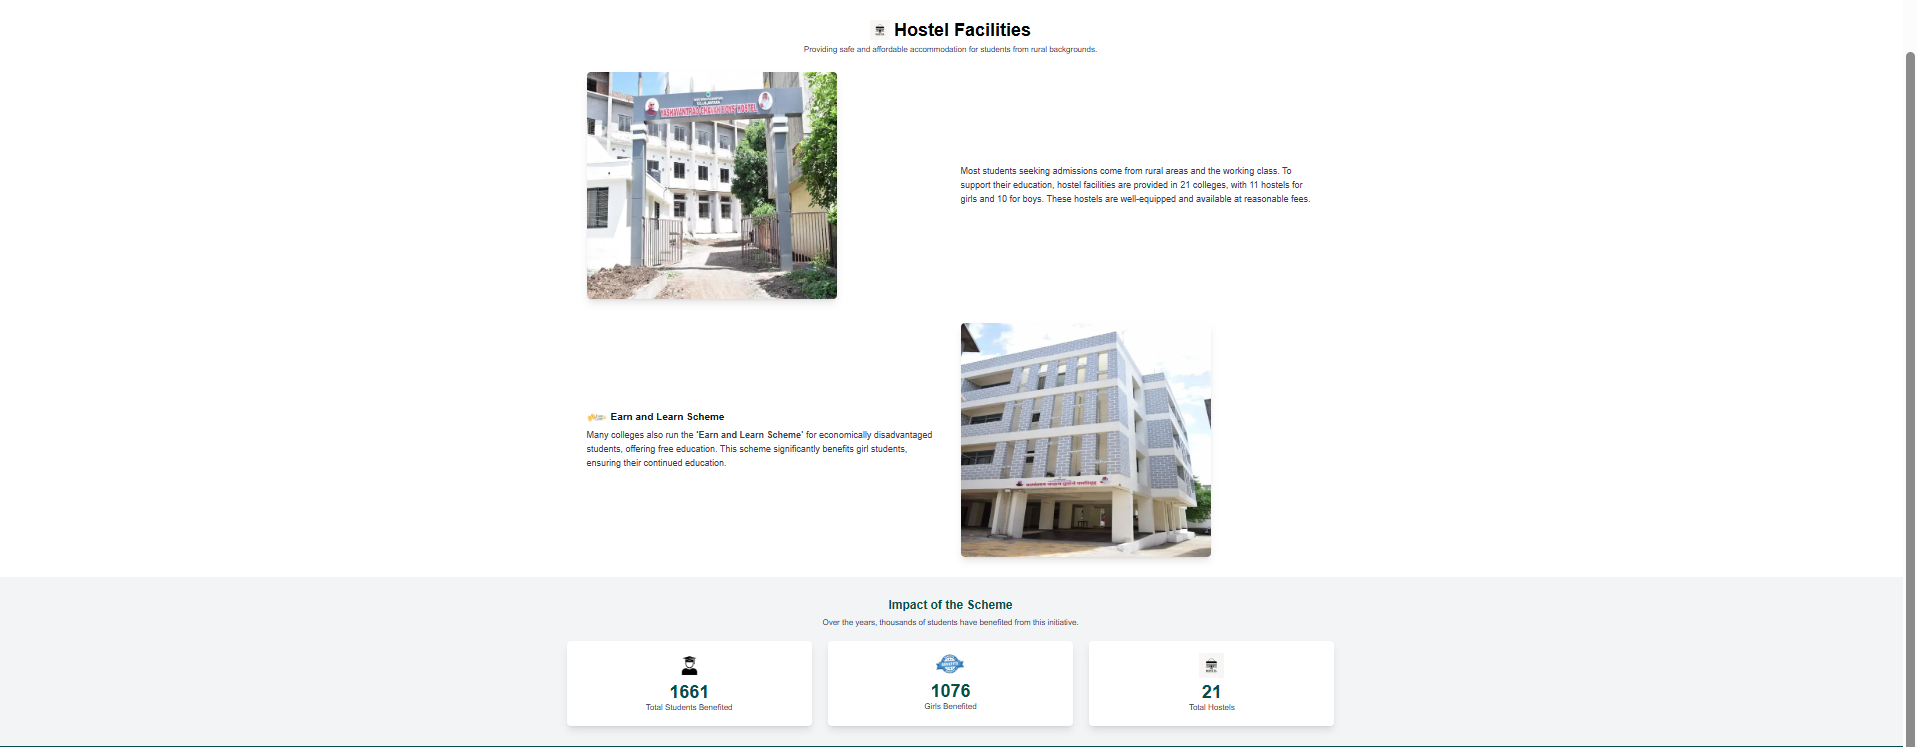 Hostel Facilities
Providing safe and affordable accommodation for students from rural backgrounds.
YASHAVANTRAO CHAVAN BOYS' HOSTEL
Most students seeking admissions come from rural areas and the working class. To
support their education, hostel facilities are provided in 21 colleges, with 11 hostels for
girls and 10 for boys. These hostels are well-equipped and available at reasonable fees.
Earn and Learn Scheme
Many colleges also run the 'Earn and Learn Scheme' for economically disadvantaged
students, offering free education. This scheme significantly benefits girl students,
ensuring their continued education.
Impact of the Scheme
Over the years, thousands of students have benefited from this initiative.
1661
Total Students Benefited
1076
Girls Benefited
21
Total Hostels